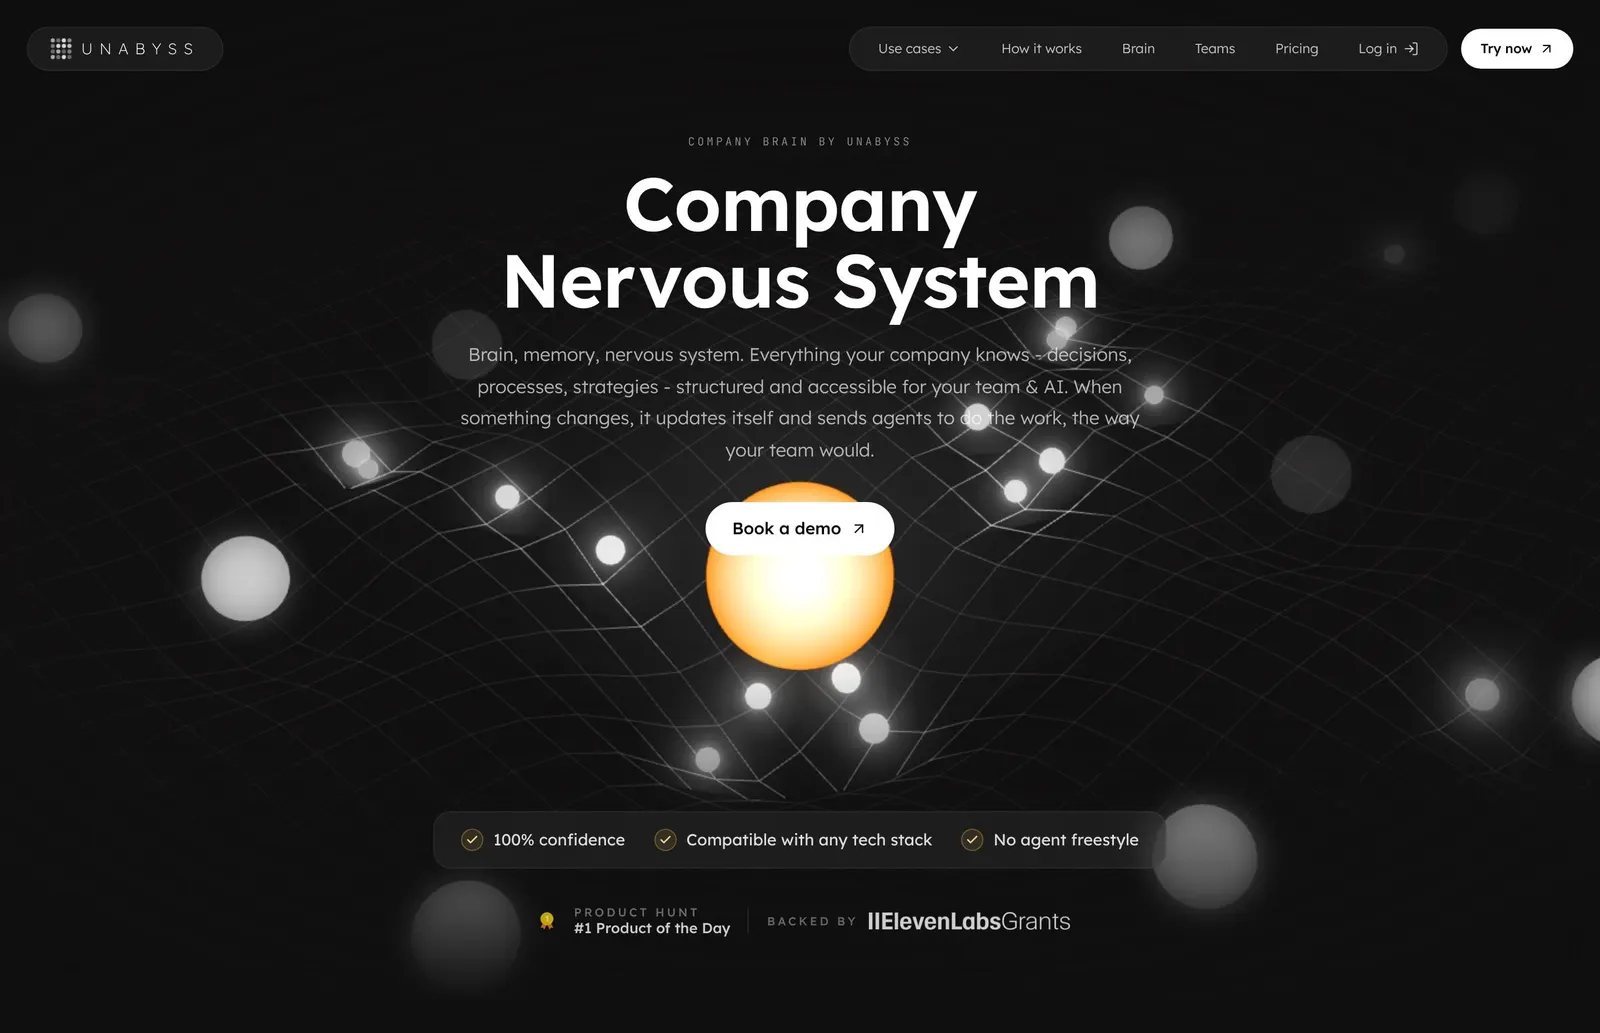 UNABYSS
Use cases
How it works
Brain
Teams
Pricing
Log in
Try now
COMPANY BRAIN BY UNABYSS
Company
Nervous System
Brain, memory, nervous system. Everything your company knows - decisions,
processes, strategies - structured and accessible for your team & AI. When
something changes, it updates itself and sends agents to do the work, the way
your team would.
Book a demo
100% confidence
Compatible with any tech stack
No agent freestyle
PRODUCT HUNT
#1 Product of the Day
BACKED BY
IIElevenLabsGrants